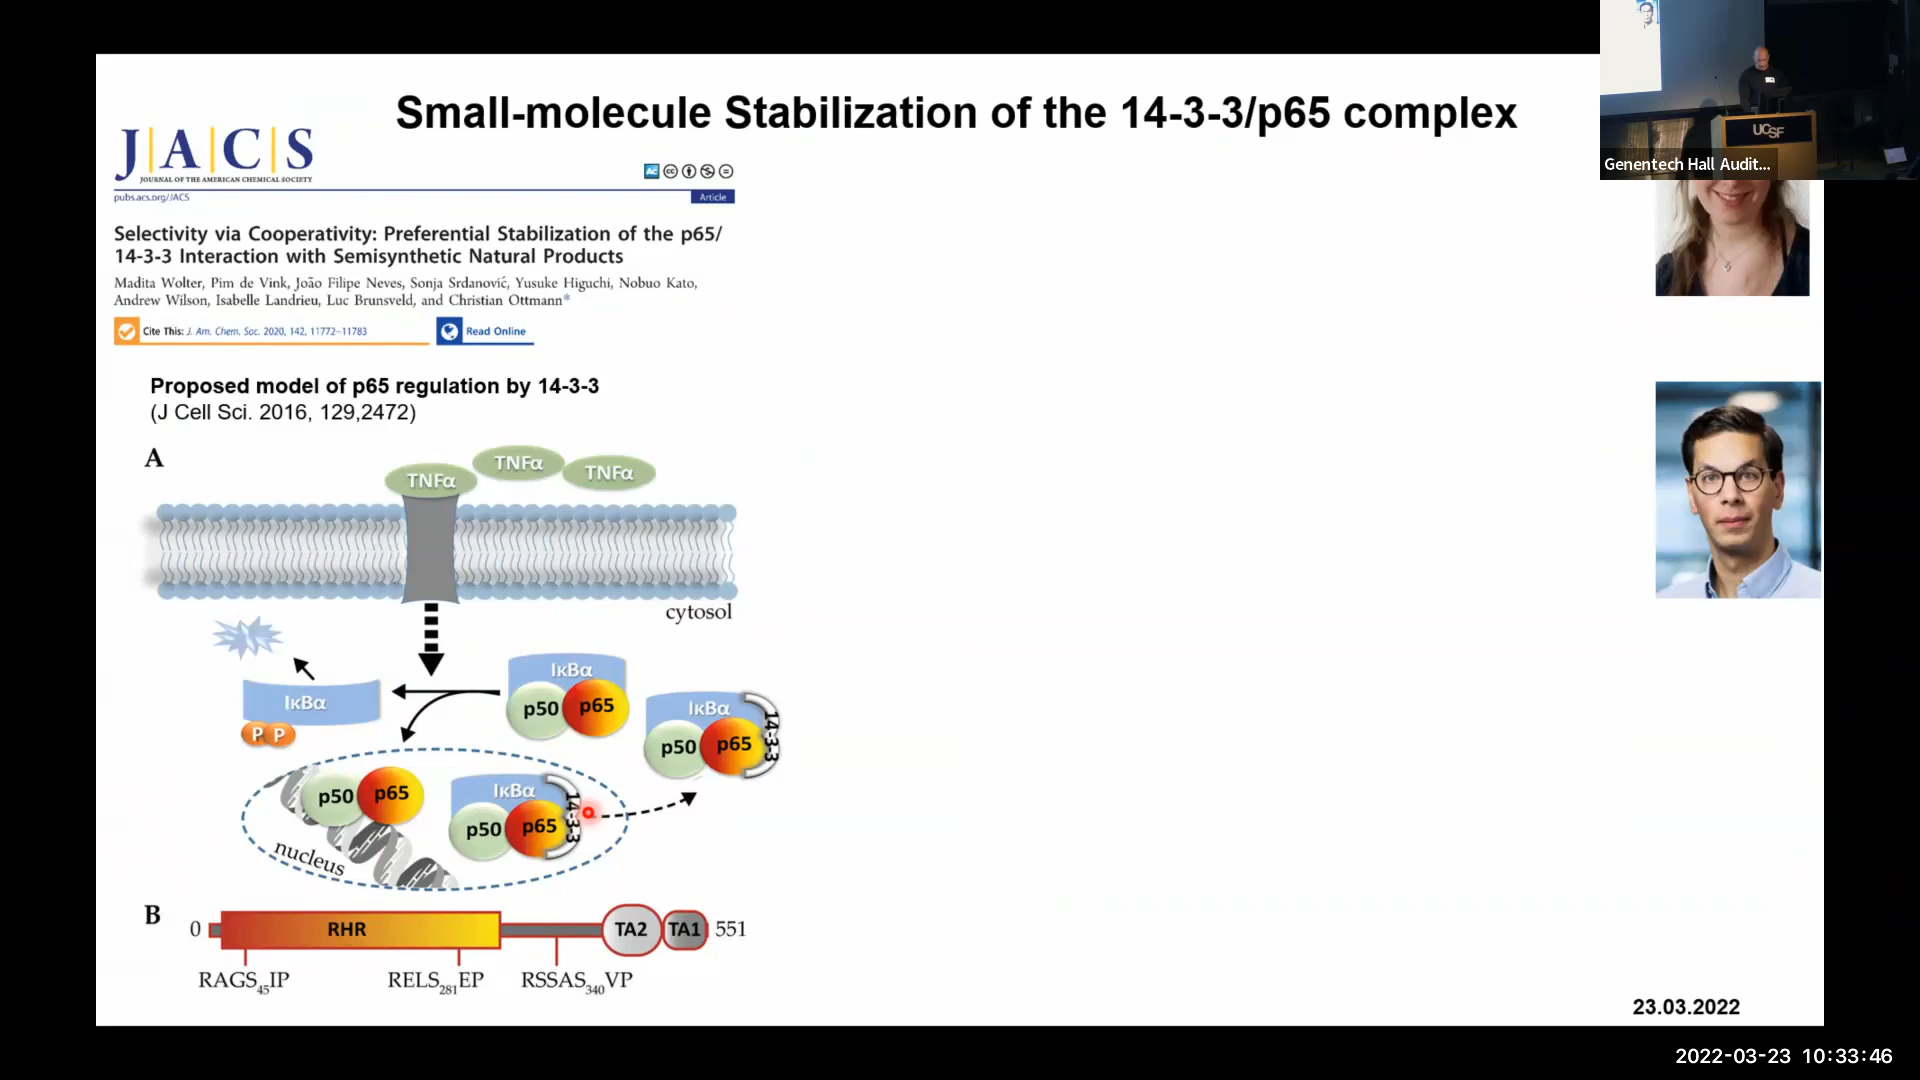 Small-molecule Stabilization of the 14-3-3/p65 complex
UCSF
Genentech Hall Audit...
J|A|C|S
JOURNAL OF THE AMERICAN CHEMICAL SOCIETY
AC
cc
pubs.acs.org/JACS
Article
Selectivity via Cooperativity: Preferential Stabilization of the p65/
14-3-3 Interaction with Semisynthetic Natural Products
Madita Wolter, Pim de Vink, João Filipe Neves, Sonja Srdanović, Yusuke Higuchi, Nobuo Kato,
Andrew Wilson, Isabelle Landrieu, Luc Brunsveld, and Christian Ottmann*
Cite This: J. Am. Chem. Soc. 2020, 142, 11772−11783
Read Online
Proposed model of p65 regulation by 14-3-3
(J Cell Sci. 2016, 129,2472)
A
TNFα
TNFα
TNFα
cytosol
IκBα
p50
p65
IκBα
P P
IκBα
p50
p65
14-3-3
p50
p65
IκBα
p50
p65
14-3-3
nucleus
B
0
RHR
TA2
TA1
551
RAGS45IP
RELS281EP
RSSAS340VP
23.03.2022
2022-03-23 10:33:46